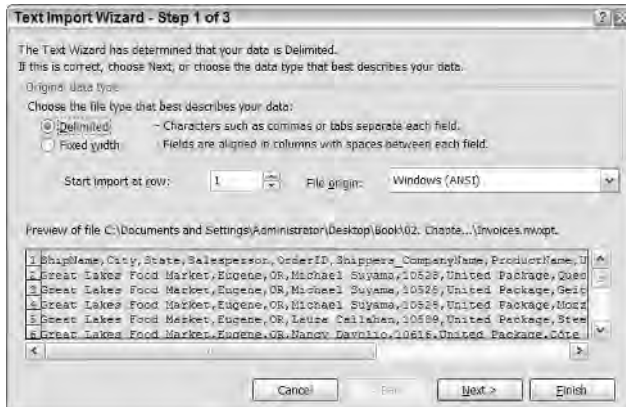 Text Import Wizard - Step 1 of 3
The Text Wizard has determined that your data is Delimited.
If this is correct, choose Next, or choose the data type that best describes your data.
Original data type
Choose the file type that best describes your data:
Delimited - Characters such as commas or tabs separate each field.
Fixed width - Fields are aligned in columns with spaces between each field.
Start import at row: 1 File origin: Windows (ANSI)
Preview of file C:\Documents and Settings\Administrator\Desktop\Book\02. Chapte...\Invoices.nwxpt.
1 ShipName,City,State,Salesperson,OrderID,Shippers_CompanyName,ProductName,U
2 Great Lakes Food Market,Eugene,OR,Michael Suyama,10528,United Package,Quec
3 Great Lakes Food Market,Eugene,OR,Michael Suyama,10528,United Package,Geit
4 Great Lakes Food Market,Eugene,OR,Michael Suyama,10528,United Package,Mozz
5 Great Lakes Food Market,Eugene,OR,Laura Callahan,10589,United Package,Stee
6 Great Lakes Food Market,Eugene,OR,Nancy Davolio,10616,United Package,Côte
Cancel Next > Finish